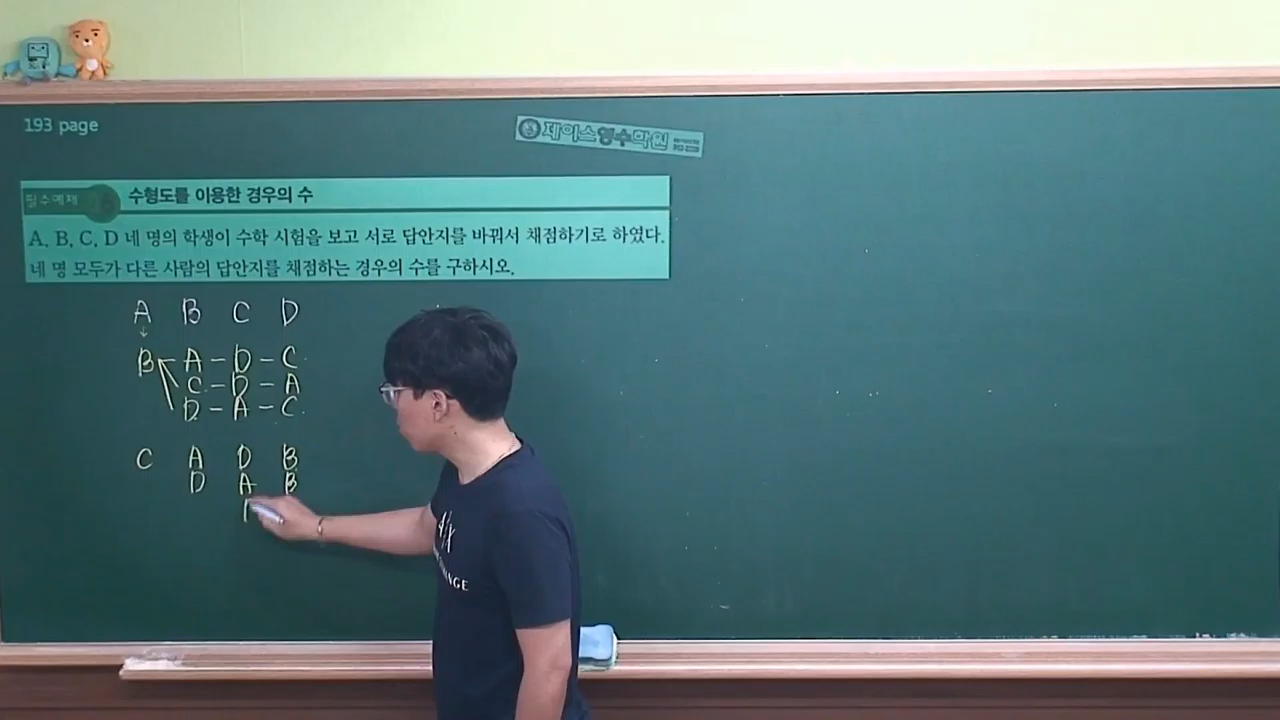 193 page
제이스영수학원
필수예제
수형도를 이용한 경우의 수
A, B, C, D 네 명의 학생이 수학 시험을 보고 서로 답안지를 바꿔서 채점하기로 하였다.
네 명 모두가 다른 사람의 답안지를 채점하는 경우의 수를 구하시오.
A B C D
↓
B A - D - C
C - D - A
D - A - C
C A D B
D A B
A/X